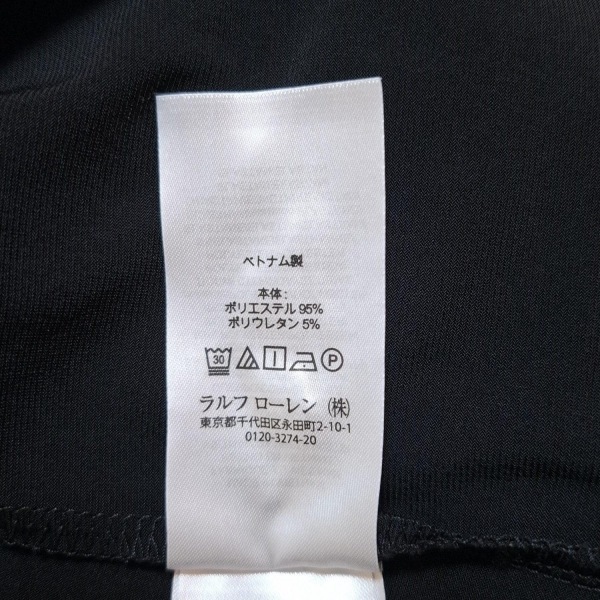 ベトナム製
本体:
ポリエステル 95%
ポリウレタン 5%
30 P
ラルフ ローレン (株)
東京都千代田区永田町2-10-1
0120-3274-20